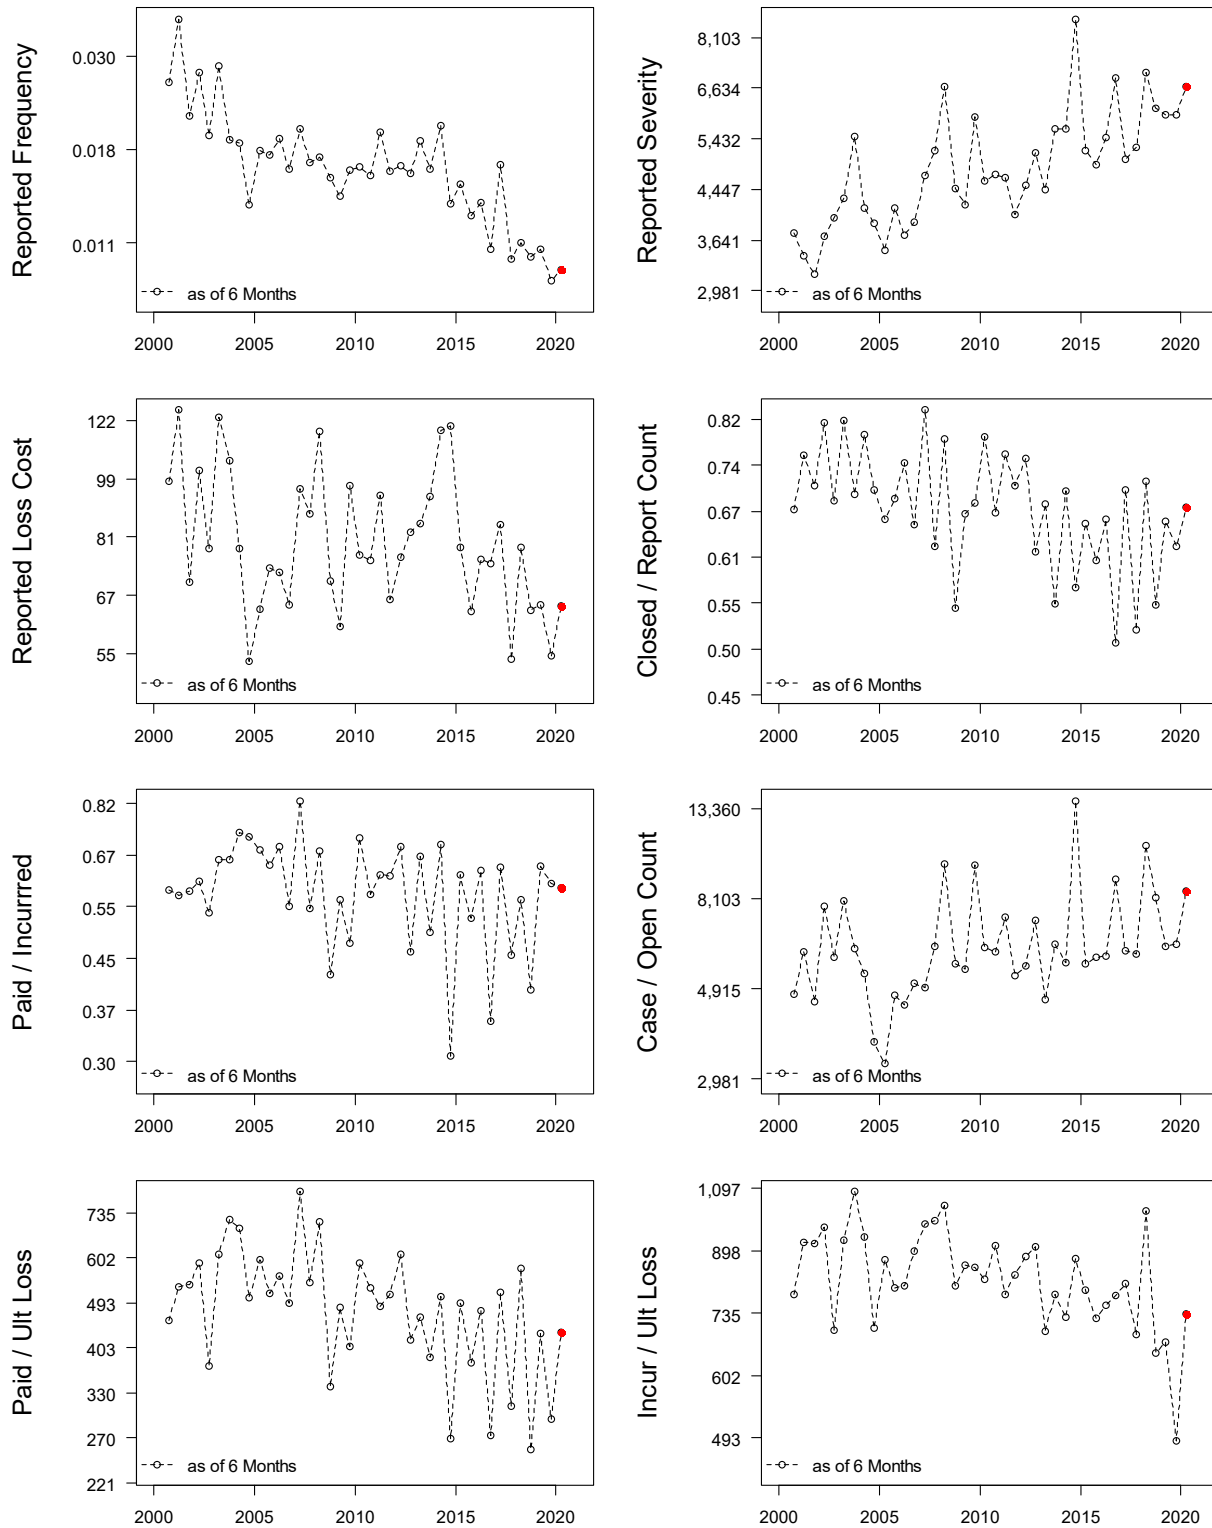 Reported Frequency
0.030
0.018
0.011
as of 6 Months
2000 2005 2010 2015 2020
Reported Severity
8,103
6,634
5,432
4,447
3,641
2,981
as of 6 Months
2000 2005 2010 2015 2020
Reported Loss Cost
122
99
81
67
55
as of 6 Months
2000 2005 2010 2015 2020
Closed / Report Count
0.82
0.74
0.67
0.61
0.55
0.50
0.45
as of 6 Months
2000 2005 2010 2015 2020
Paid / Incurrred
0.82
0.67
0.55
0.45
0.37
0.30
as of 6 Months
2000 2005 2010 2015 2020
Case / Open Count
13,360
8,103
4,915
2,981
as of 6 Months
2000 2005 2010 2015 2020
Paid / Ult Loss
735
602
493
403
330
270
221
as of 6 Months
2000 2005 2010 2015 2020
Incur / Ult Loss
1,097
898
735
602
493
as of 6 Months
2000 2005 2010 2015 2020